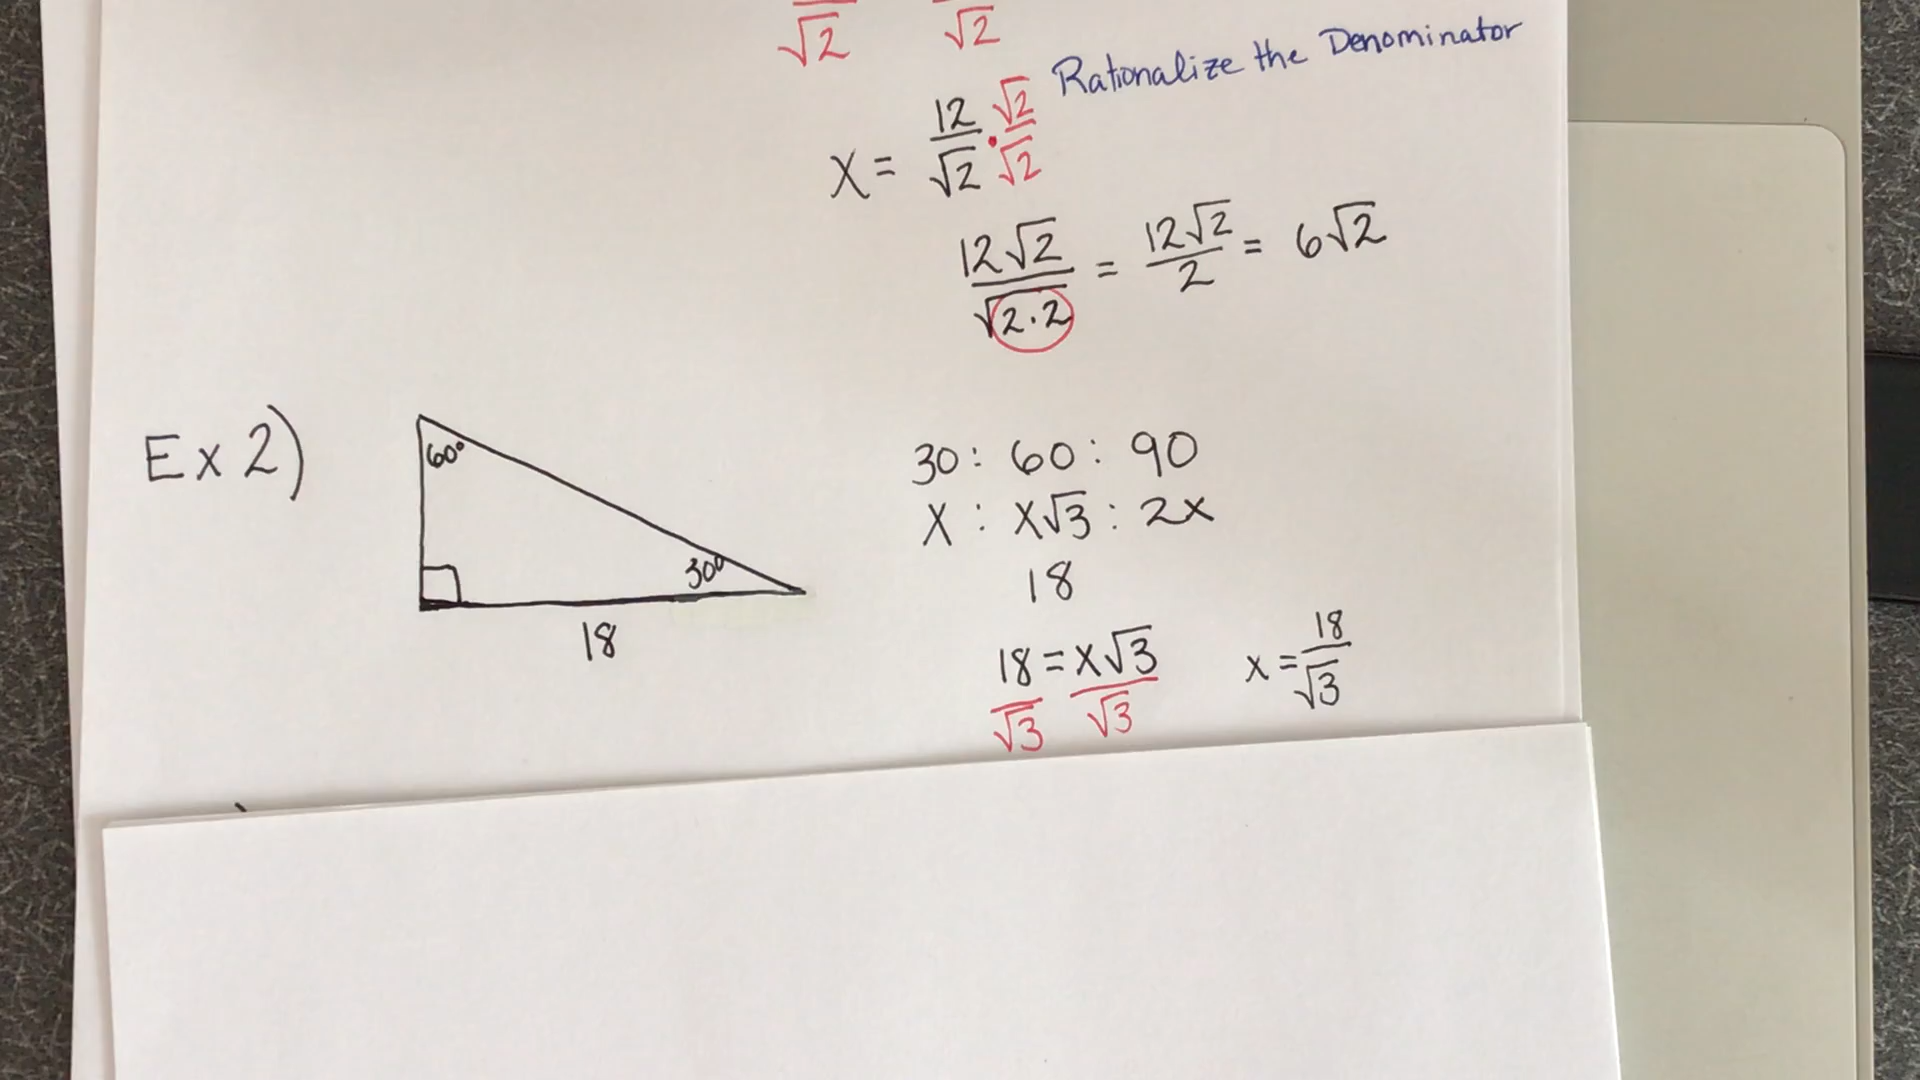 √2 √2
Rationalize the Denominator
X = 12/√2 · √2/√2
12√2/√(2·2) = 12√2/2 = 6√2
Ex 2)
60°
30°
18
30 : 60 : 90
X : X√3 : 2x
18
18 = X√3
√3 √3
x = 18/√3